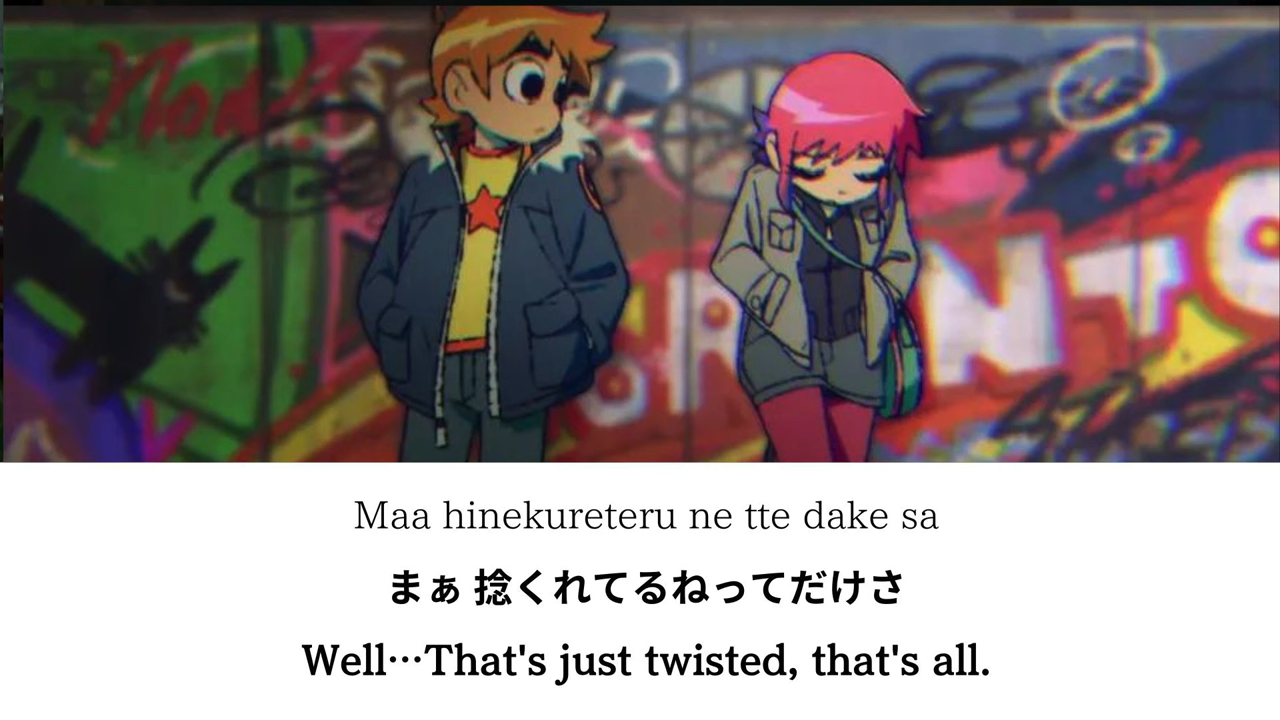 Maa hinekureteru ne tte dake sa
まぁ 捻くれてるねってだけさ
Well…That's just twisted, that's all.